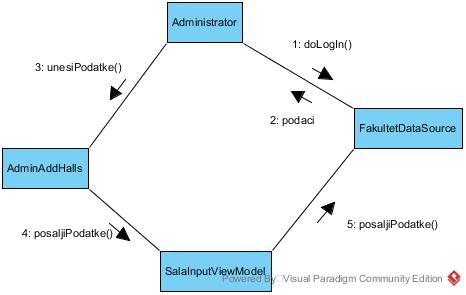 Administrator
1: doLogIn()
3: unesiPodatke()
2: podaci
FakultetDataSource
AdminAddHalls
4: posaljiPodatke()
5: posaljiPodatke()
SalaInputViewModel
Powered By Visual Paradigm Community Edition